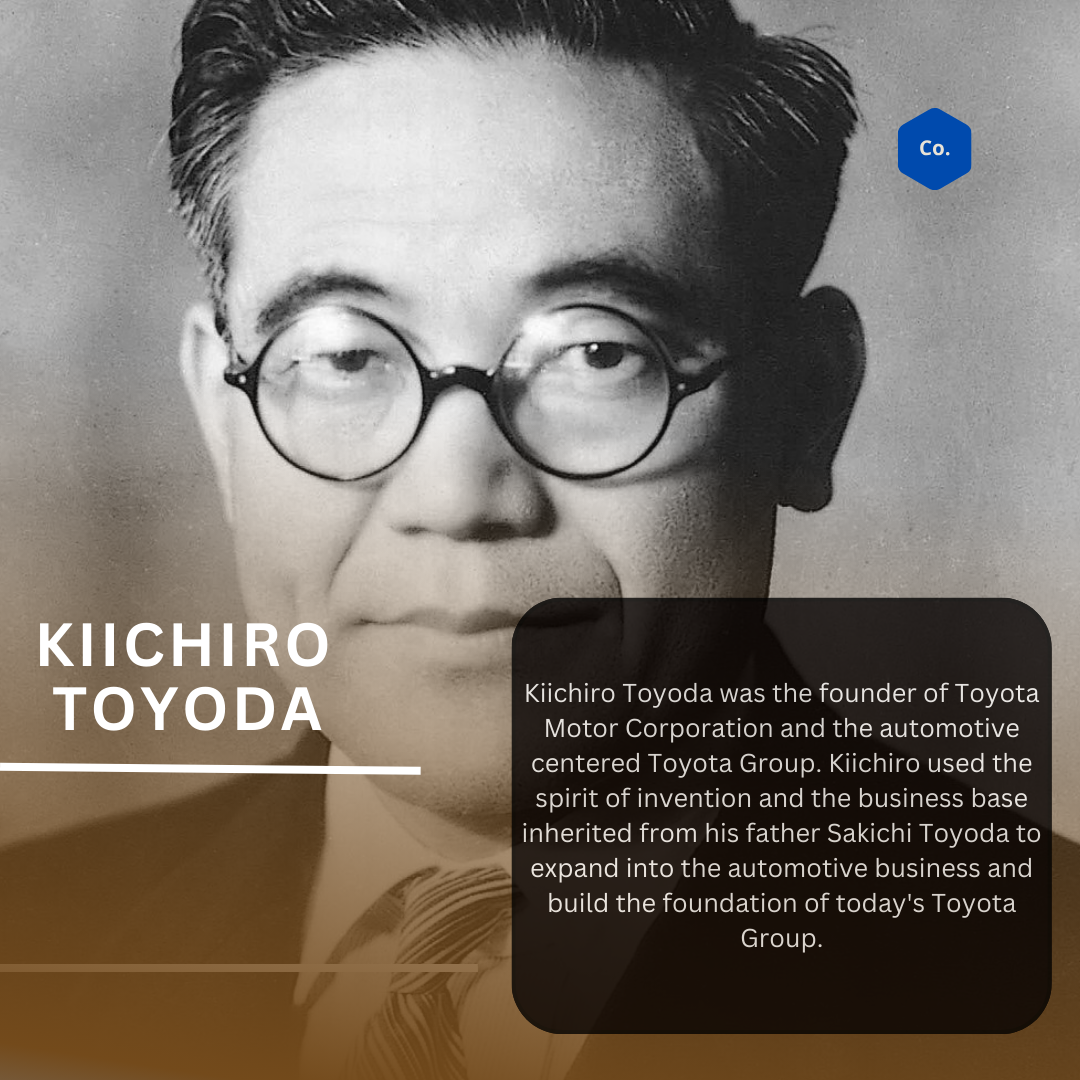 Co.
KIICHIRO
TOYODA
Kiichiro Toyoda was the founder of Toyota
Motor Corporation and the automotive
centered Toyota Group. Kiichiro used the
spirit of invention and the business base
inherited from his father Sakichi Toyoda to
expand into the automotive business and
build the foundation of today's Toyota
Group.